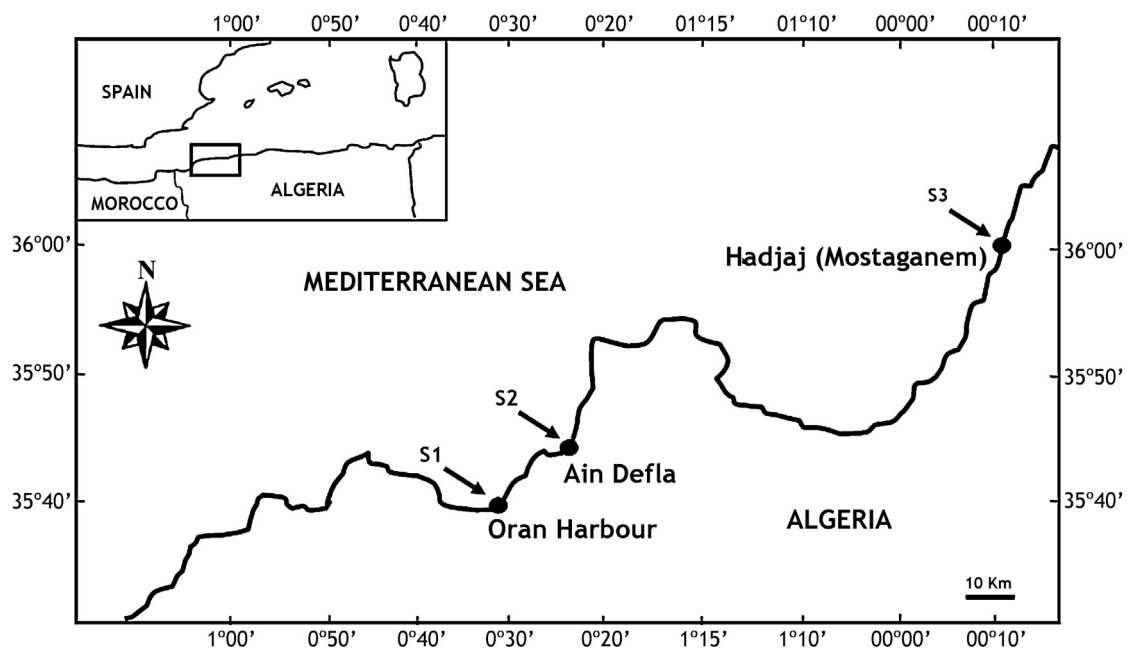 1°00’ 0°50’ 0°40’ 0°30’ 0°20’ 01°15’ 01°10’ 00°00’ 00°10’
SPAIN
MOROCCO
ALGERIA
S3
36°00’
36°00’
Hadjaj (Mostaganem)
N
MEDITERRANEAN SEA
35°50’
35°50’
S2
S1
Ain Defla
35°40’
35°40’
Oran Harbour
ALGERIA
10 Km
1°00’ 0°50’ 0°40’ 0°30’ 0°20’ 1°15’ 1°10’ 00°00’ 00°10’